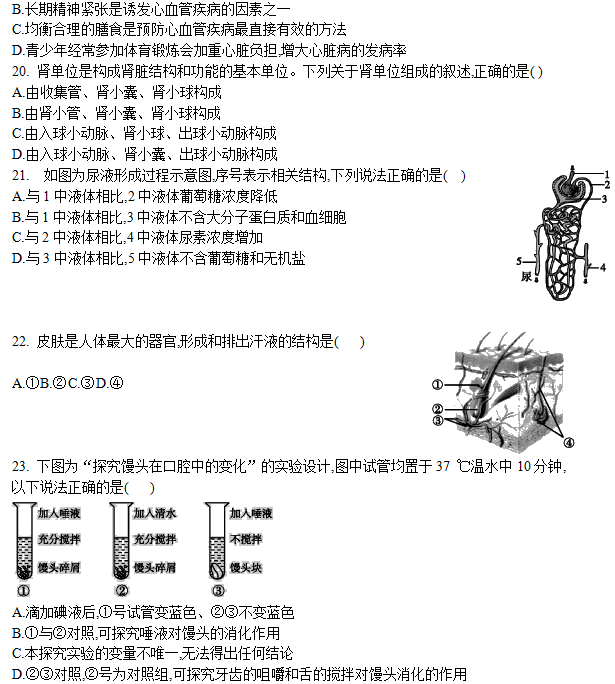 B.长期精神紧张是诱发心血管疾病的因素之一
C.均衡合理的膳食是预防心血管疾病最直接有效的方法
D.青少年经常参加体育锻炼会加重心脏负担,增大心脏病的发病率
20. 肾单位是构成肾脏结构和功能的基本单位。下列关于肾单位组成的叙述,正确的是( )
A.由收集管、肾小囊、肾小球构成
B.由肾小管、肾小囊、肾小球构成
C.由入球小动脉、肾小球、出球小动脉构成
D.由入球小动脉、肾小囊、出球小动脉构成
21. 如图为尿液形成过程示意图,序号表示相关结构,下列说法正确的是( )
A.与1中液体相比,2中液体葡萄糖浓度降低
B.与1中液体相比,3中液体不含大分子蛋白质和血细胞
C.与2中液体相比,4中液体尿素浓度增加
D.与3中液体相比,5中液体不含葡萄糖和无机盐
1
2
3
5
4
尿
22. 皮肤是人体最大的器官,形成和排出汗液的结构是( )
A.①B.②C.③D.④
①
②
③
④
23. 下图为“探究馒头在口腔中的变化”的实验设计,图中试管均置于37 ℃温水中10分钟,
以下说法正确的是( )
加入唾液 加入清水 加入唾液
充分搅拌 充分搅拌 不搅拌
馒头碎屑 馒头碎屑 馒头块
① ② ③
A.滴加碘液后,①号试管变蓝色、②③不变蓝色
B.①与②对照,可探究唾液对馒头的消化作用
C.本探究实验的变量不唯一,无法得出任何结论
D.②③对照,②号为对照组,可探究牙齿的咀嚼和舌的搅拌对馒头消化的作用